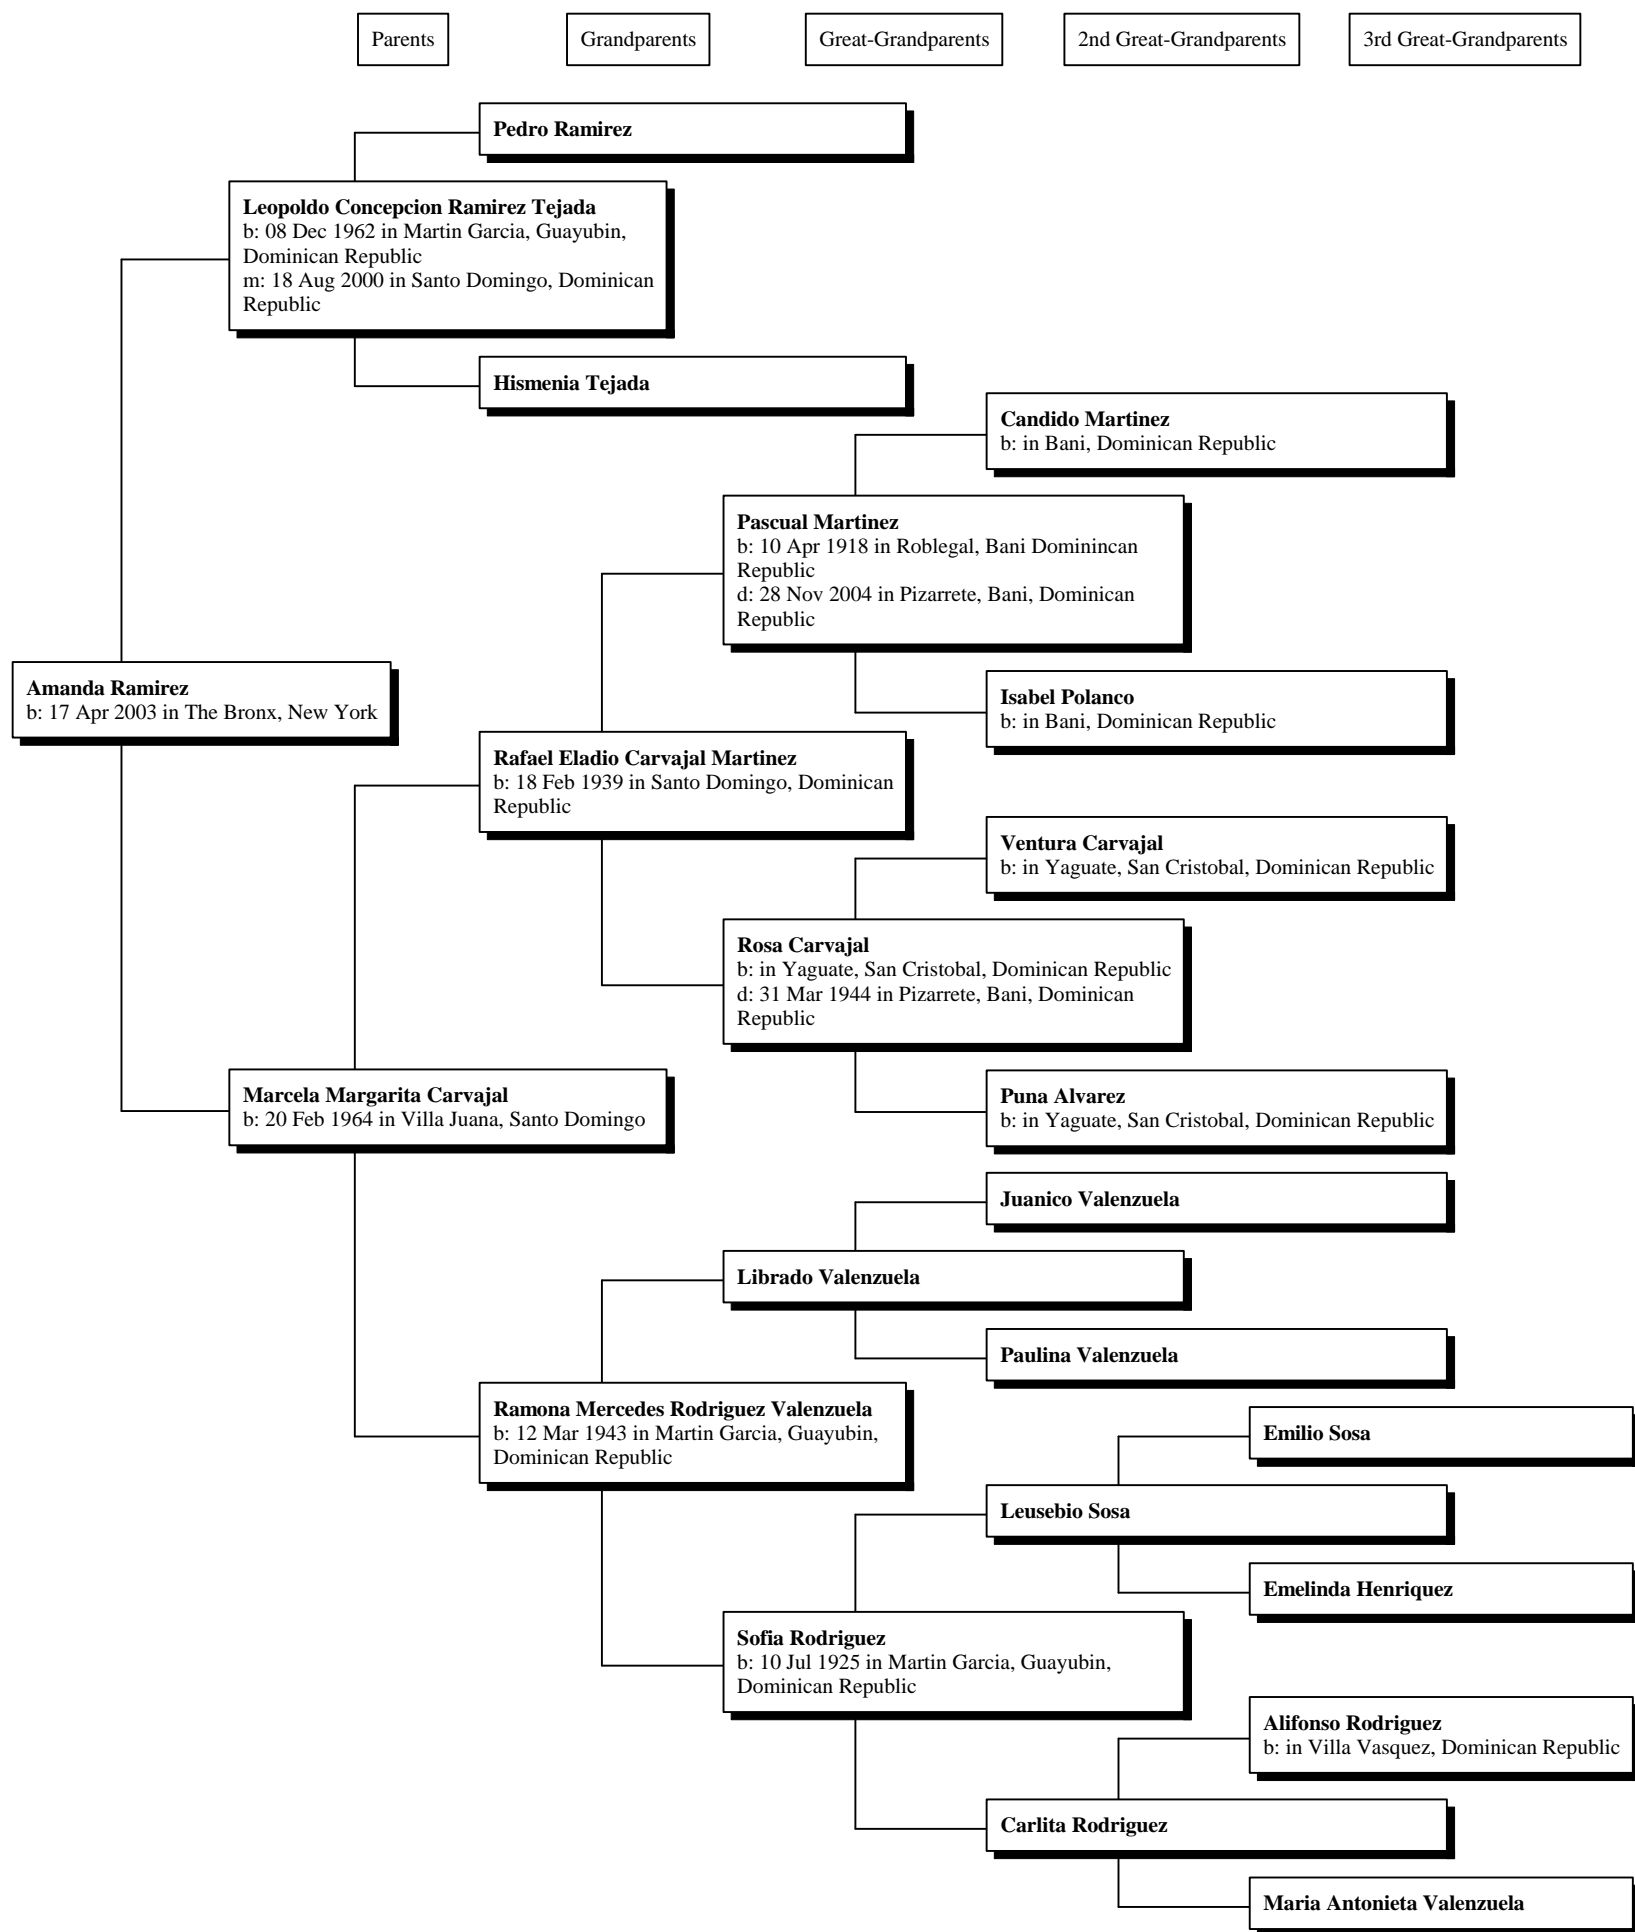 Parents
Grandparents
Great-Grandparents
2nd Great-Grandparents
3rd Great-Grandparents
Pedro Ramirez
Leopoldo Concepcion Ramirez Tejada
b: 08 Dec 1962 in Martin Garcia, Guayubin,
Dominican Republic
m: 18 Aug 2000 in Santo Domingo, Dominican
Republic
Hismenia Tejada
Candido Martinez
b: in Bani, Dominican Republic
Pascual Martinez
b: 10 Apr 1918 in Roblegal, Bani Dominincan
Republic
d: 28 Nov 2004 in Pizarrete, Bani, Dominican
Republic
Amanda Ramirez
b: 17 Apr 2003 in The Bronx, New York
Isabel Polanco
b: in Bani, Dominican Republic
Rafael Eladio Carvajal Martinez
b: 18 Feb 1939 in Santo Domingo, Dominican
Republic
Ventura Carvajal
b: in Yaguate, San Cristobal, Dominican Republic
Rosa Carvajal
b: in Yaguate, San Cristobal, Dominican Republic
d: 31 Mar 1944 in Pizarrete, Bani, Dominican
Republic
Marcela Margarita Carvajal
b: 20 Feb 1964 in Villa Juana, Santo Domingo
Puna Alvarez
b: in Yaguate, San Cristobal, Dominican Republic
Juanico Valenzuela
Librado Valenzuela
Paulina Valenzuela
Ramona Mercedes Rodriguez Valenzuela
b: 12 Mar 1943 in Martin Garcia, Guayubin,
Dominican Republic
Emilio Sosa
Leusebio Sosa
Emelinda Henriquez
Sofia Rodriguez
b: 10 Jul 1925 in Martin Garcia, Guayubin,
Dominican Republic
Alifonso Rodriguez
b: in Villa Vasquez, Dominican Republic
Carlita Rodriguez
Maria Antonieta Valenzuela